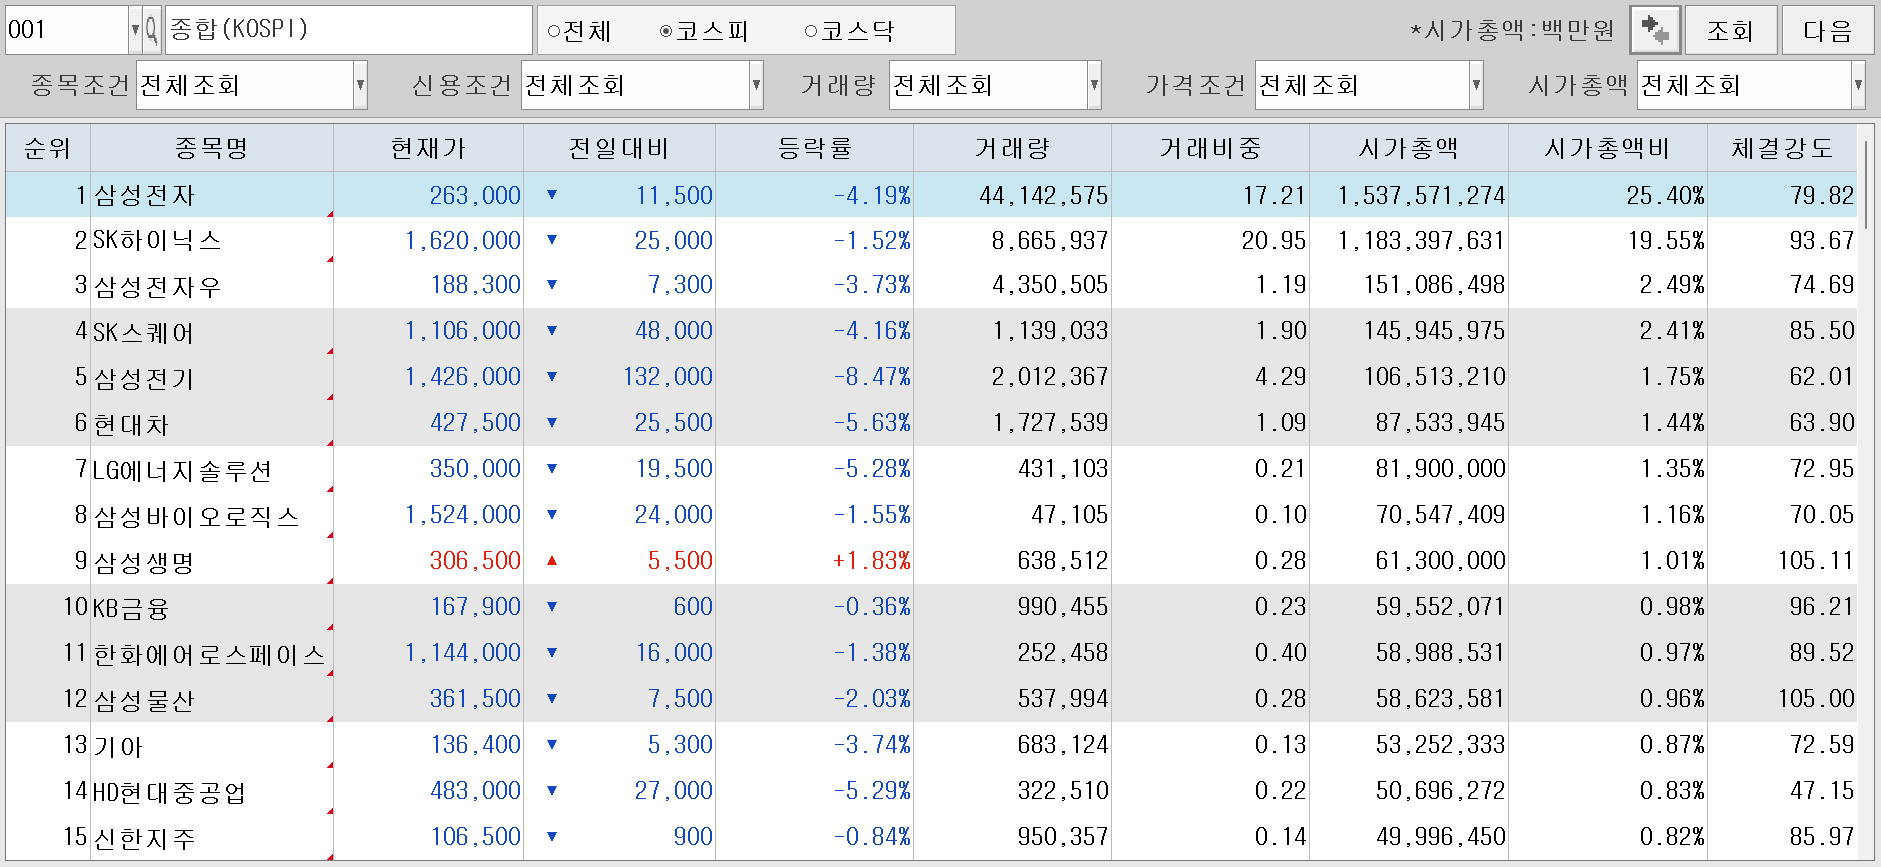 001 종합(KOSPI) 전체 코스피 코스닥 *시가총액:백만원 조회 다음
종목조건 전체조회 신용조건 전체조회 거래량 전체조회 가격조건 전체조회 시가총액 전체조회
순위 종목명 현재가 전일대비 등락률 거래량 거래비중 시가총액 시가총액비 체결강도
1 삼성전자 263,000 ▼ 11,500 -4.19% 44,142,575 17.21 1,537,571,274 25.40% 79.82
2 SK하이닉스 1,620,000 ▼ 25,000 -1.52% 8,665,937 20.95 1,183,397,631 19.55% 93.67
3 삼성전자우 188,300 ▼ 7,300 -3.73% 4,350,505 1.19 151,086,498 2.49% 74.69
4 SK스퀘어 1,106,000 ▼ 48,000 -4.16% 1,139,033 1.90 145,945,975 2.41% 85.50
5 삼성전기 1,426,000 ▼ 132,000 -8.47% 2,012,367 4.29 106,513,210 1.75% 62.01
6 현대차 427,500 ▼ 25,500 -5.63% 1,727,539 1.09 87,533,945 1.44% 63.90
7 LG에너지솔루션 350,000 ▼ 19,500 -5.28% 431,103 0.21 81,900,000 1.35% 72.95
8 삼성바이오로직스 1,524,000 ▼ 24,000 -1.55% 47,105 0.10 70,547,409 1.16% 70.05
9 삼성생명 306,500 ▲ 5,500 +1.83% 638,512 0.28 61,300,000 1.01% 105.11
10 KB금융 167,900 ▼ 600 -0.36% 990,455 0.23 59,552,071 0.98% 96.21
11 한화에어로스페이스 1,144,000 ▼ 16,000 -1.38% 252,458 0.40 58,988,531 0.97% 89.52
12 삼성물산 361,500 ▼ 7,500 -2.03% 537,994 0.28 58,623,581 0.96% 105.00
13 기아 136,400 ▼ 5,300 -3.74% 683,124 0.13 53,252,333 0.87% 72.59
14 HD현대중공업 483,000 ▼ 27,000 -5.29% 322,510 0.22 50,696,272 0.83% 47.15
15 신한지주 106,500 ▼ 900 -0.84% 950,357 0.14 49,996,450 0.82% 85.97